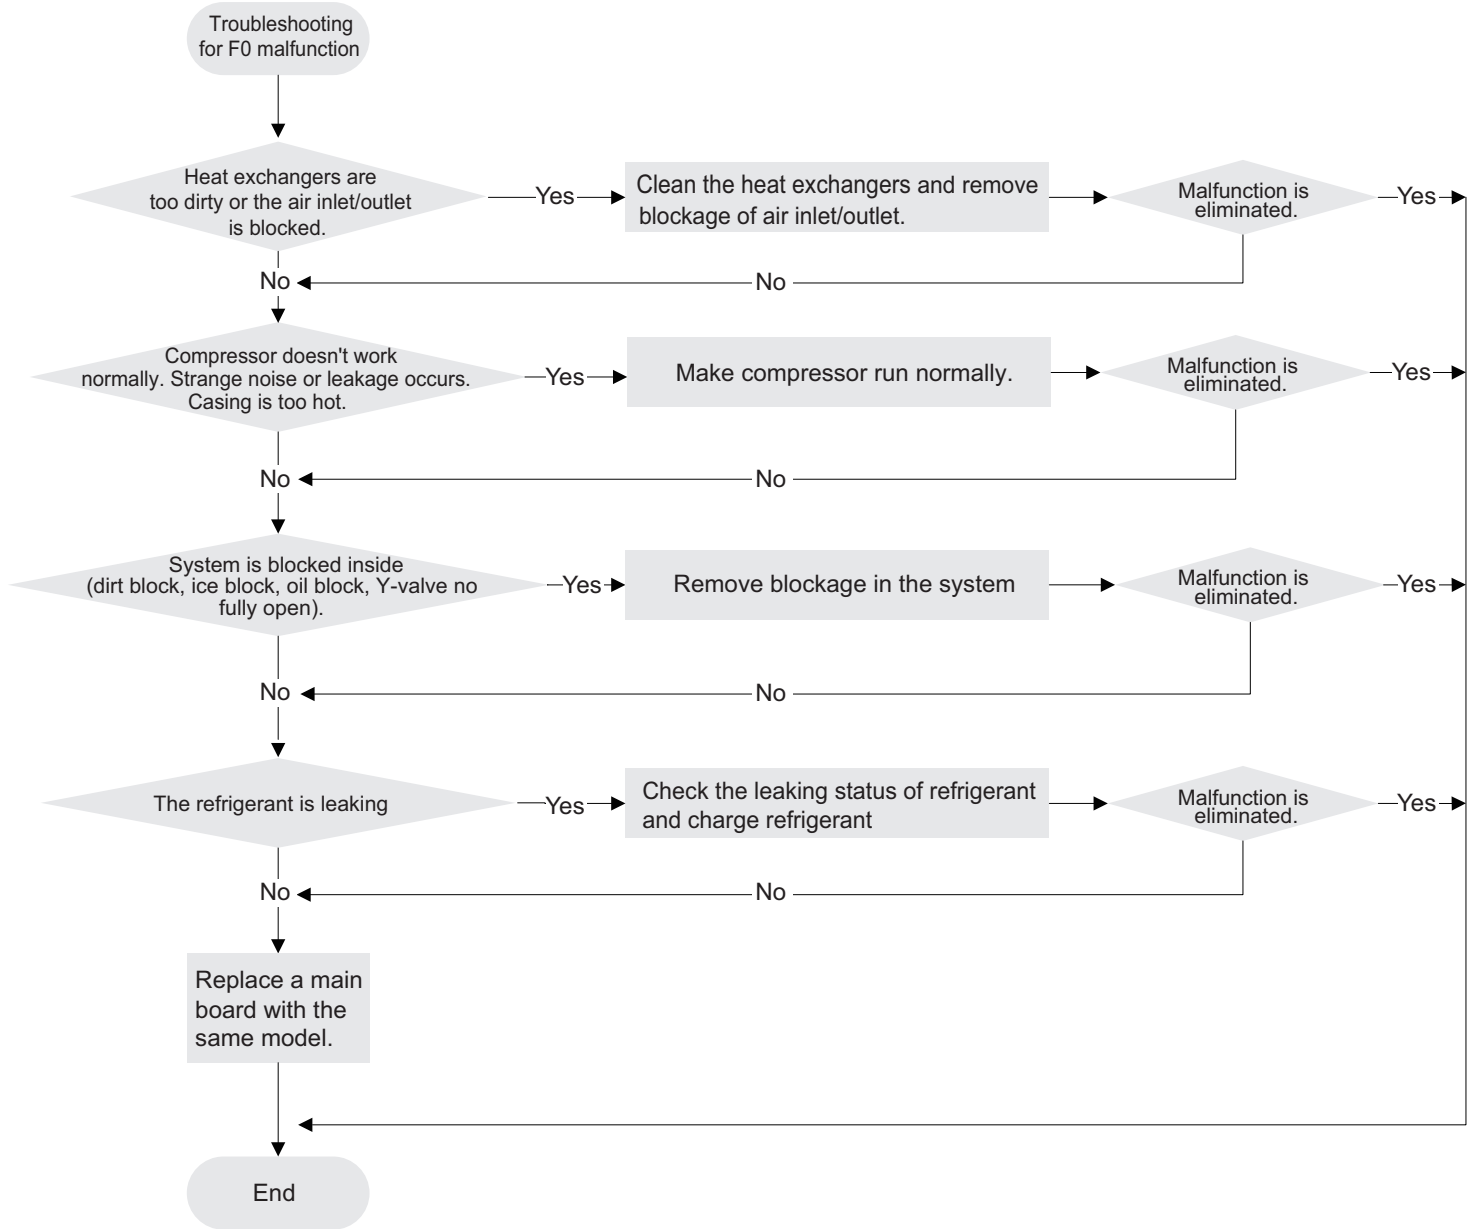 Troubleshooting
for F0 malfunction
Heat exchangers are
too dirty or the air inlet/outlet
is blocked.
Yes
Clean the heat exchangers and remove
blockage of air inlet/outlet.
Malfunction is
eliminated.
Yes
No
No
Compressor doesn't work
normally. Strange noise or leakage occurs.
Casing is too hot.
Yes
Make compressor run normally.
Malfunction is
eliminated.
Yes
No
No
System is blocked inside
(dirt block, ice block, oil block, Y-valve no
fully open).
Yes
Remove blockage in the system
Malfunction is
eliminated.
Yes
No
No
The refrigerant is leaking
Yes
Check the leaking status of refrigerant
and charge refrigerant
Malfunction is
eliminated.
Yes
No
No
Replace a main
board with the
same model.
End